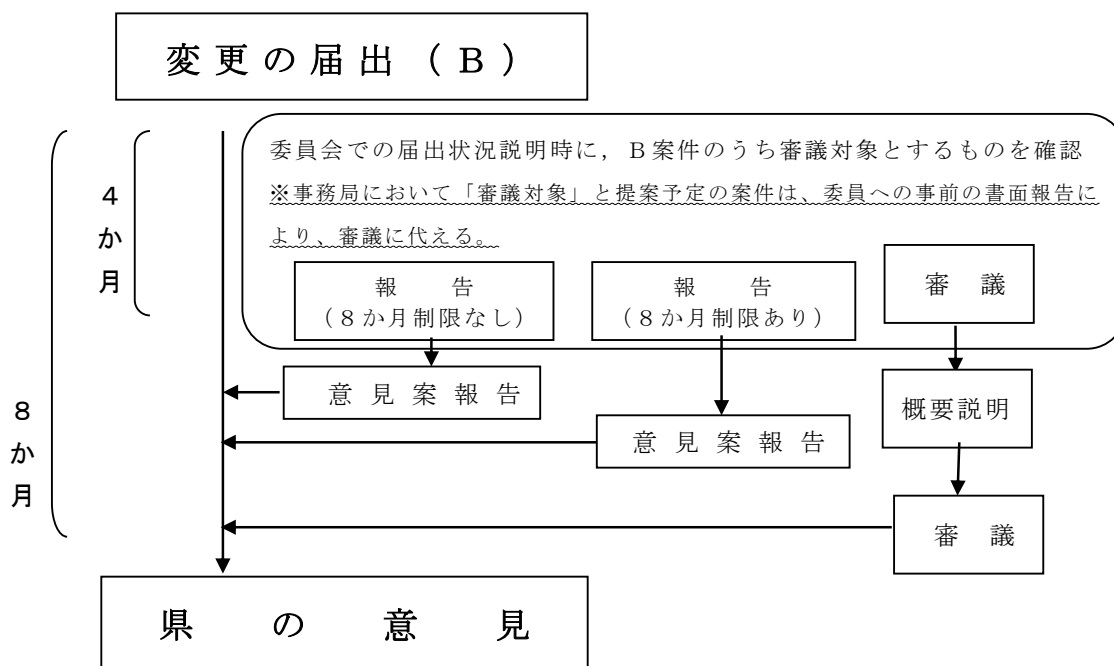 変更の届出（Ｂ）
委員会での届出状況説明時に，Ｂ案件のうち審議対象とするものを確認
※事務局において「審議対象」と提案予定の案件は、委員への事前の書面報告に
より、審議に代える。
４か月
報　　告
（８か月制限なし）
報　　告
（８か月制限あり）
審　議
意見案報告
概要説明
８か月
意見案報告
審　議
県の意見